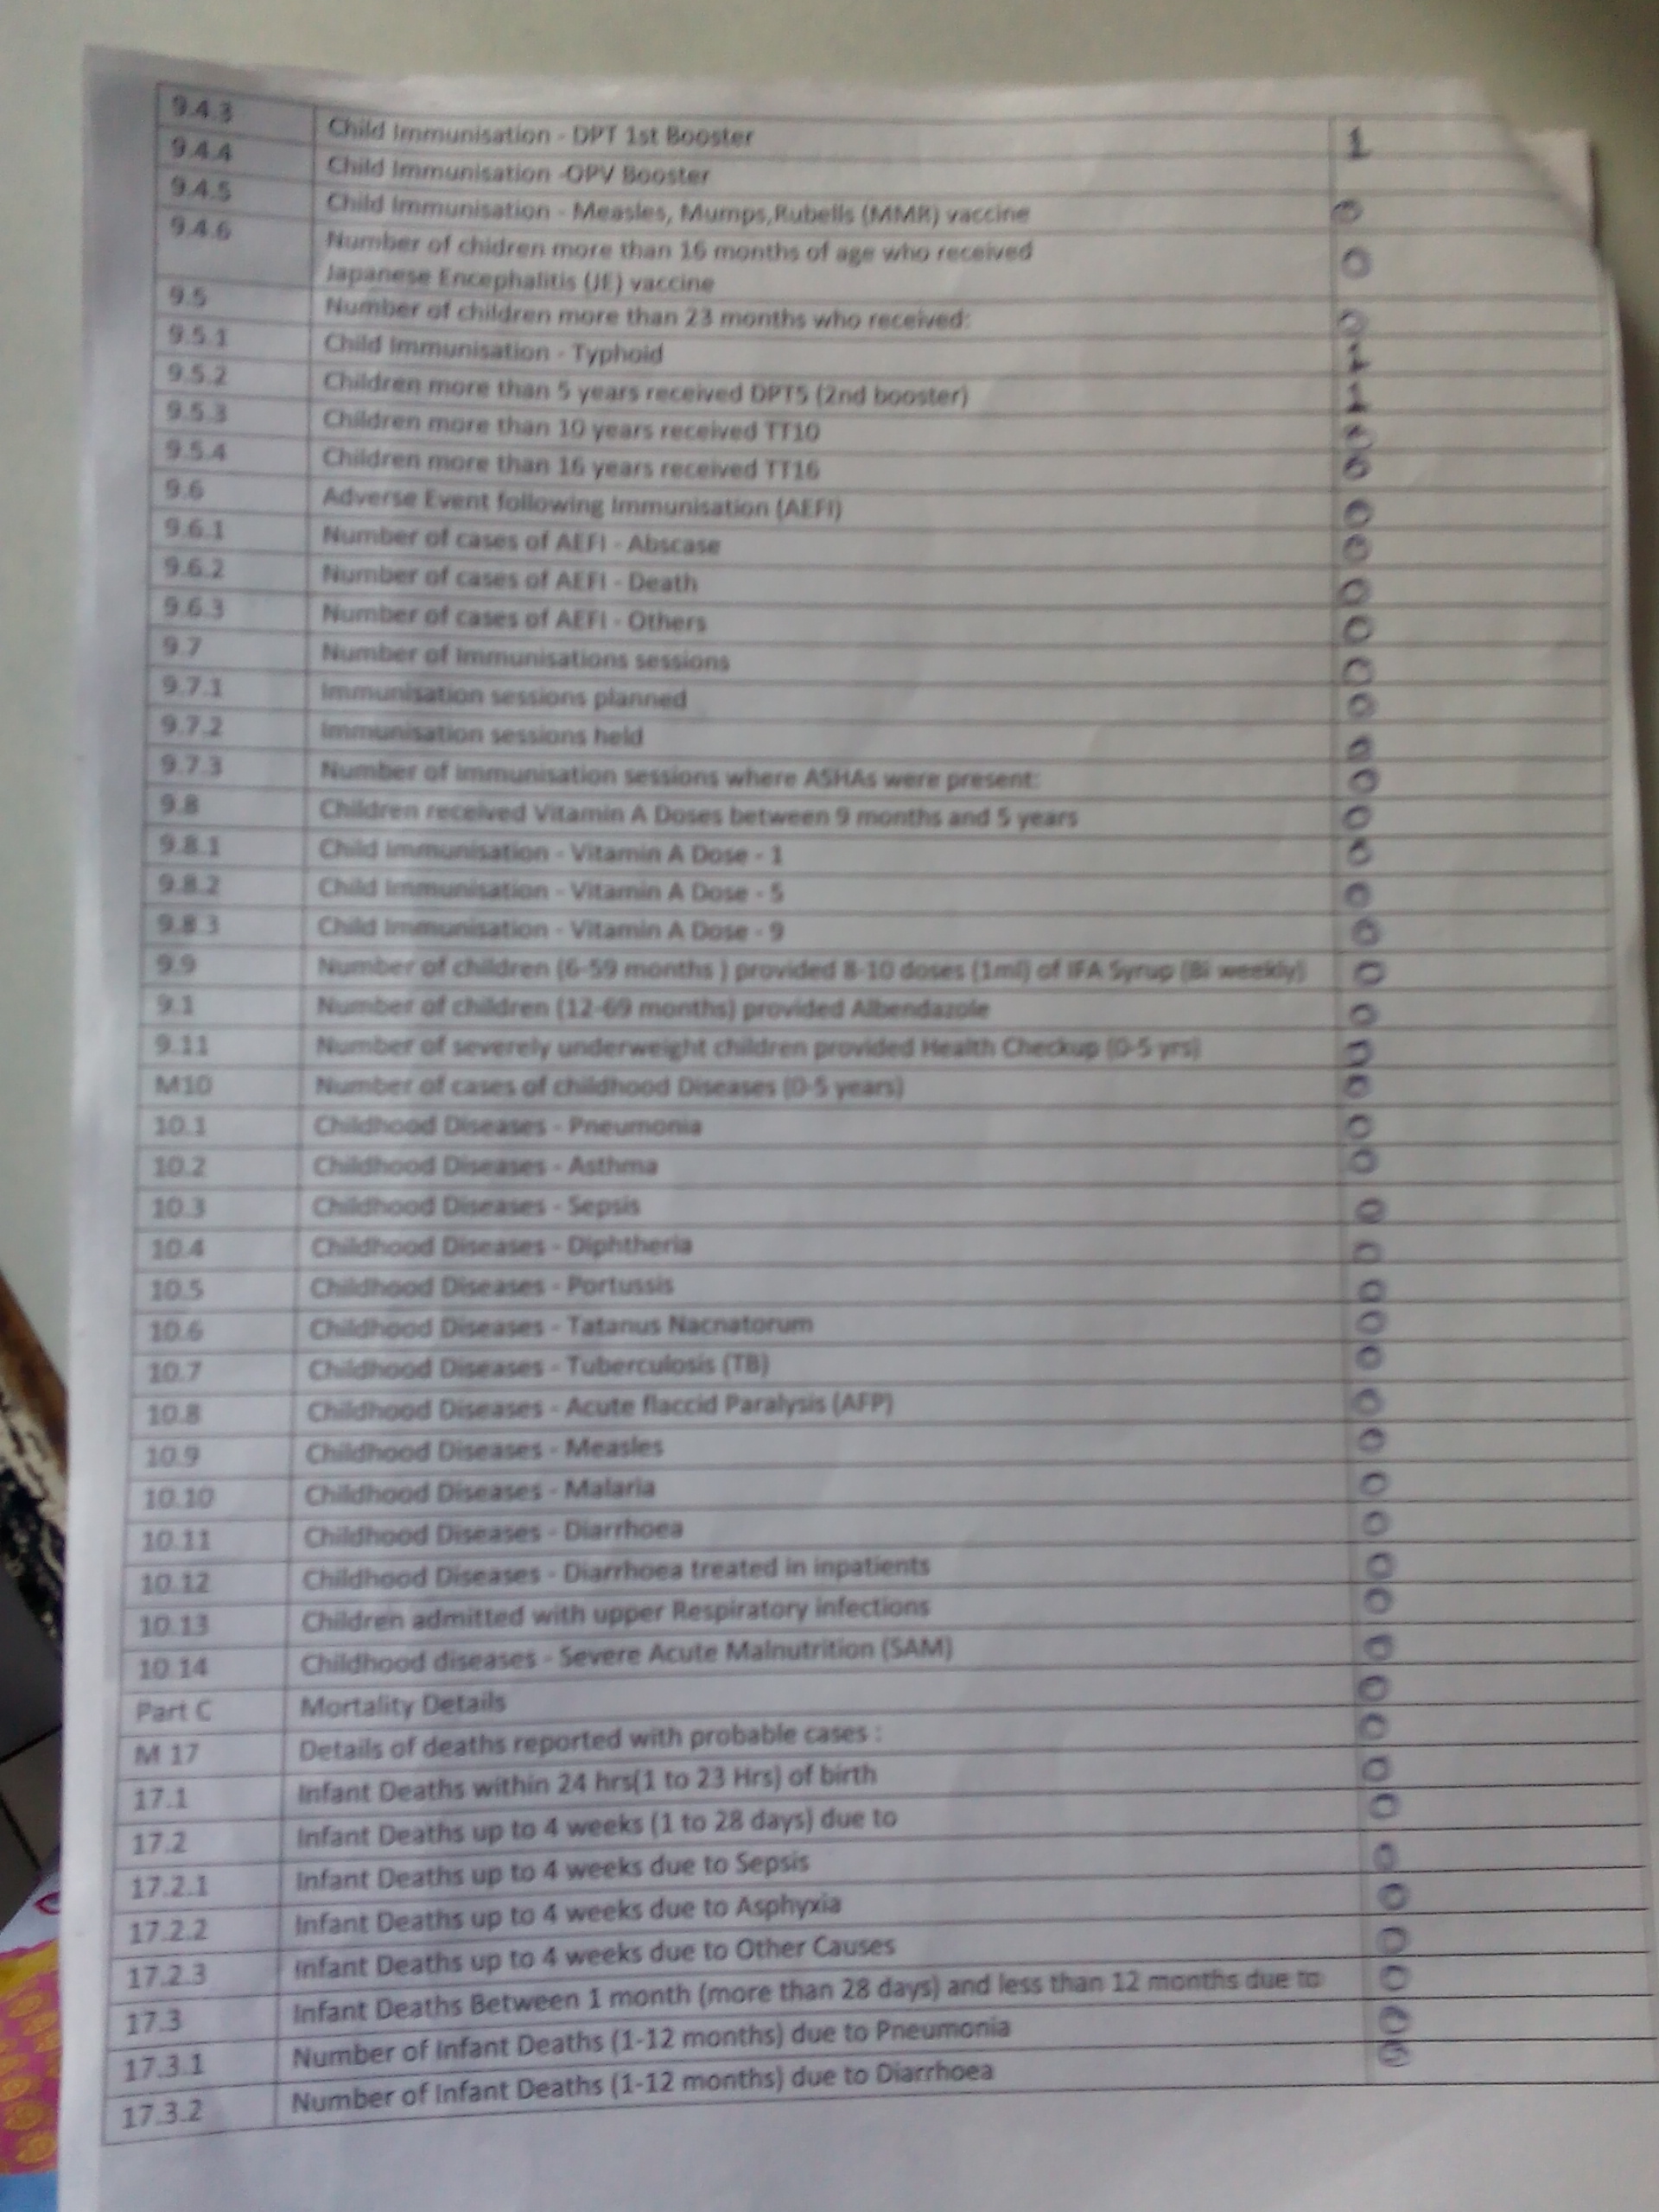 9.4.3 Child Immunisation - DPT 1st Booster 1
9.4.4 Child Immunisation -OPV Booster
9.4.5 Child Immunisation - Measles, Mumps,Rubells (MMR) vaccine 0
9.4.6 Number of chidren more than 16 months of age who received
Japanese Encephalitis (JE) vaccine 0
9.5 Number of children more than 23 months who received: 0
9.5.1 Child Immunisation - Typhoid 1
9.5.2 Children more than 5 years received DPT5 (2nd booster) 1
9.5.3 Children more than 10 years received TT10
9.5.4 Children more than 16 years received TT16
9.6 Adverse Event following Immunisation (AEFI) 0
9.6.1 Number of cases of AEFI - Abscase 0
9.6.2 Number of cases of AEFI - Death 0
9.6.3 Number of cases of AEFI - Others 0
9.7 Number of Immunisations sessions 0
9.7.1 Immunisation sessions planned 0
9.7.2 Immunisation sessions held 0
9.7.3 Number of Immunisation sessions where ASHAs were present: 0
9.8 Children received Vitamin A Doses between 9 months and 5 years 0
9.8.1 Child Immunisation - Vitamin A Dose - 1 0
9.8.2 Child Immunisation - Vitamin A Dose - 5 0
9.8.3 Child Immunisation - Vitamin A Dose - 9 0
9.9 Number of children (6-59 months ) provided 8-10 doses (1ml) of IFA Syrup (Bi weekly) 0
9.1 Number of children (12-69 months) provided Albendazole 0
9.11 Number of severely underweight children provided Health Checkup (0-5 yrs) 0
M10 Number of cases of childhood Diseases (0-5 years) 0
10.1 Childhood Diseases - Pneumonia 0
10.2 Childhood Diseases - Asthma 0
10.3 Childhood Diseases - Sepsis 0
10.4 Childhood Diseases - Diphtheria 0
10.5 Childhood Diseases - Portussis 0
10.6 Childhood Diseases - Tatanus Nacnatorum 0
10.7 Childhood Diseases - Tuberculosis (TB) 0
10.8 Childhood Diseases - Acute flaccid Paralysis (AFP) 0
10.9 Childhood Diseases - Measles 0
10.10 Childhood Diseases - Malaria 0
10.11 Childhood Diseases - Diarrhoea 0
10.12 Childhood Diseases - Diarrhoea treated in inpatients 0
10.13 Children admitted with upper Respiratory infections 0
10.14 Childhood diseases - Severe Acute Malnutrition (SAM) 0
Part C Mortality Details 0
M 17 Details of deaths reported with probable cases : 0
17.1 Infant Deaths within 24 hrs(1 to 23 Hrs) of birth 0
17.2 Infant Deaths up to 4 weeks (1 to 28 days) due to 0
17.2.1 Infant Deaths up to 4 weeks due to Sepsis 0
17.2.2 Infant Deaths up to 4 weeks due to Asphyxia 0
17.2.3 Infant Deaths up to 4 weeks due to Other Causes 0
17.3 Infant Deaths Between 1 month (more than 28 days) and less than 12 months due to 0
17.3.1 Number of Infant Deaths (1-12 months) due to Pneumonia 0
17.3.2 Number of Infant Deaths (1-12 months) due to Diarrhoea 0